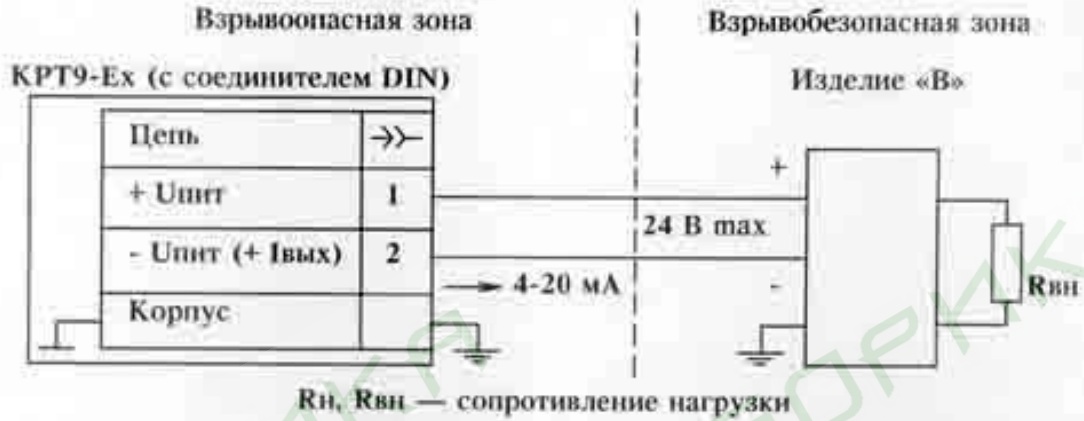 Взрывоопасная зона
Взрывобезопасная зона
КРТ9-Ех (с соединителем DIN)
Изделие «В»
Цепь
+ Uпит 1
- Uпит (+ Iвых) 2
Корпус
+
24 В max
4-20 мА
-
Rвн
Rн, Rвн — сопротивление нагрузки